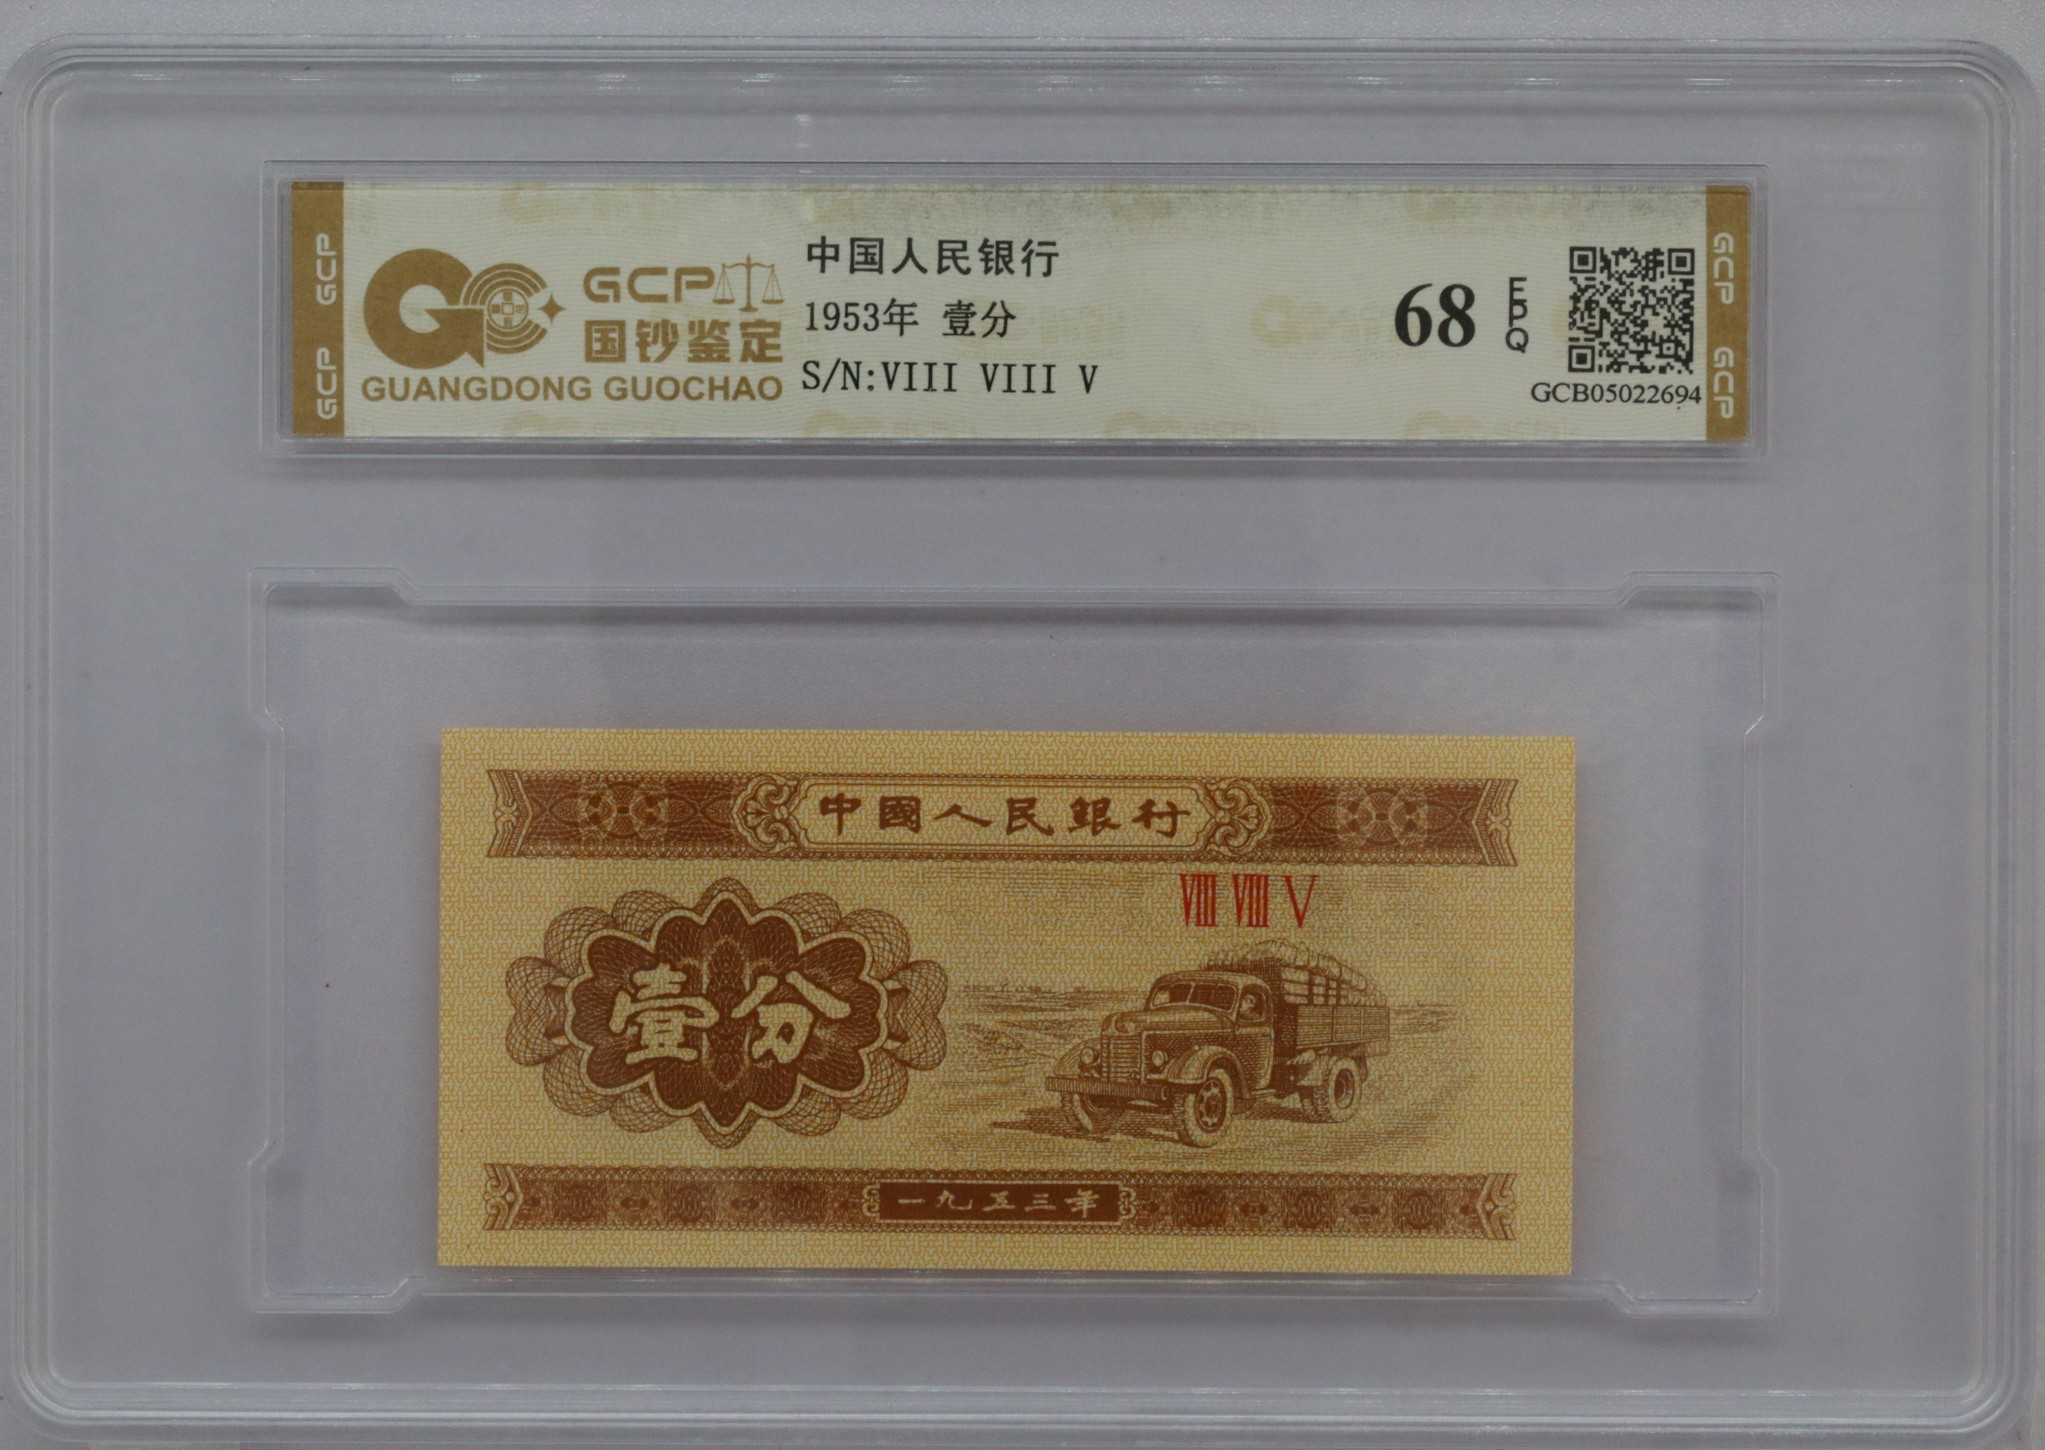 GCP
GCP
GCP
国钞鉴定
GUANGDONG GUOCHAO
中国人民银行
1953年 壹分
S/N:VIII VIII V
68
EPQ
GCB05022694
GCP
GCP
中國人民銀行
VIII VIII V
壹分
一九五三年